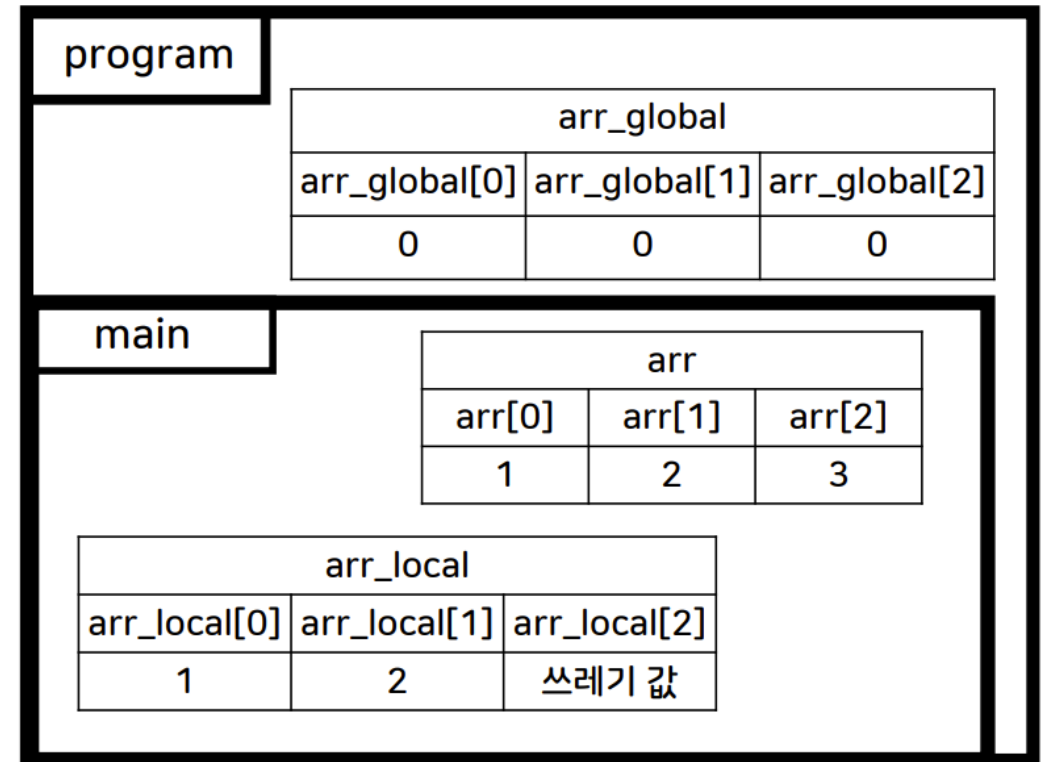 program
arr_global
arr_global[0] arr_global[1] arr_global[2]
0 0 0
main
arr
arr[0] arr[1] arr[2]
1 2 3
arr_local
arr_local[0] arr_local[1] arr_local[2]
1 2 쓰레기 값